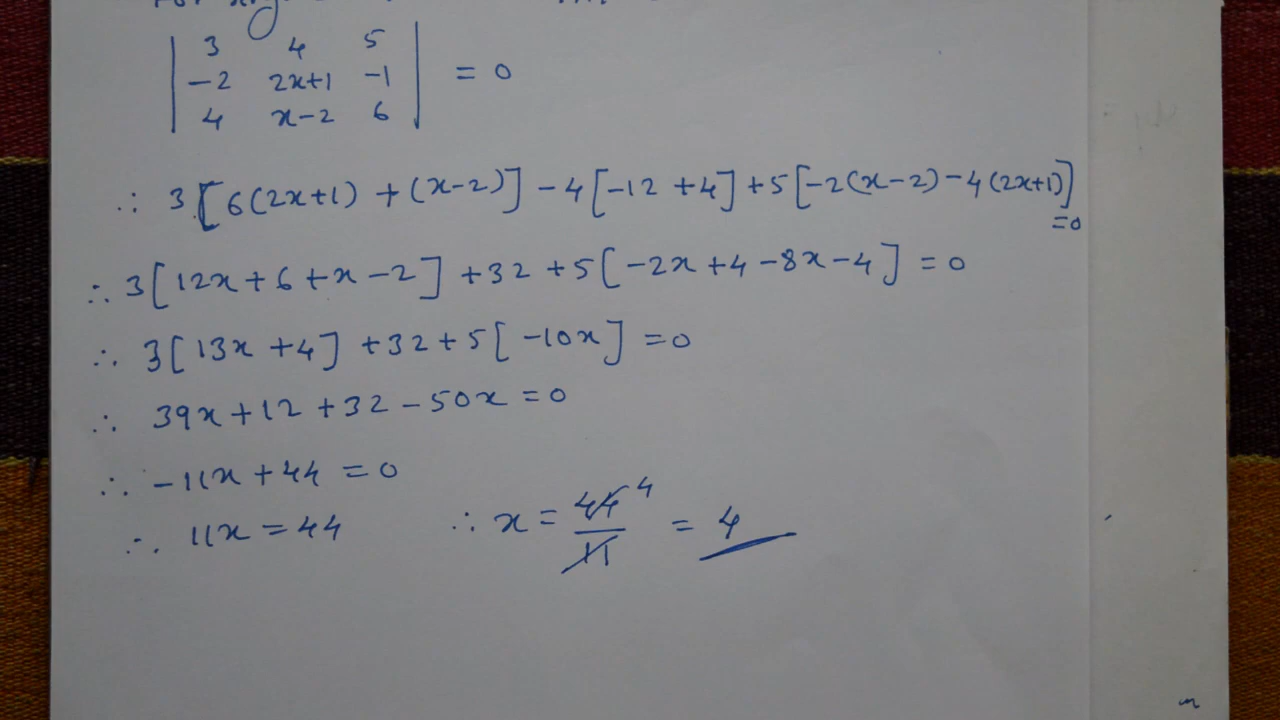 | 3 4 5 |
| -2 2x+1 -1 | = 0
| 4 x-2 6 |
∴ 3[6(2x+1) + (x-2)] - 4[-12 + 4] + 5[-2(x-2) - 4(2x+1)]
=0
∴ 3[12x + 6 + x - 2] + 32 + 5[-2x + 4 - 8x - 4] = 0
∴ 3[13x + 4] + 32 + 5[-10x] = 0
∴ 39x + 12 + 32 - 50x = 0
∴ -11x + 44 = 0
∴ 11x = 44 ∴ x = 44/11 4 = 4